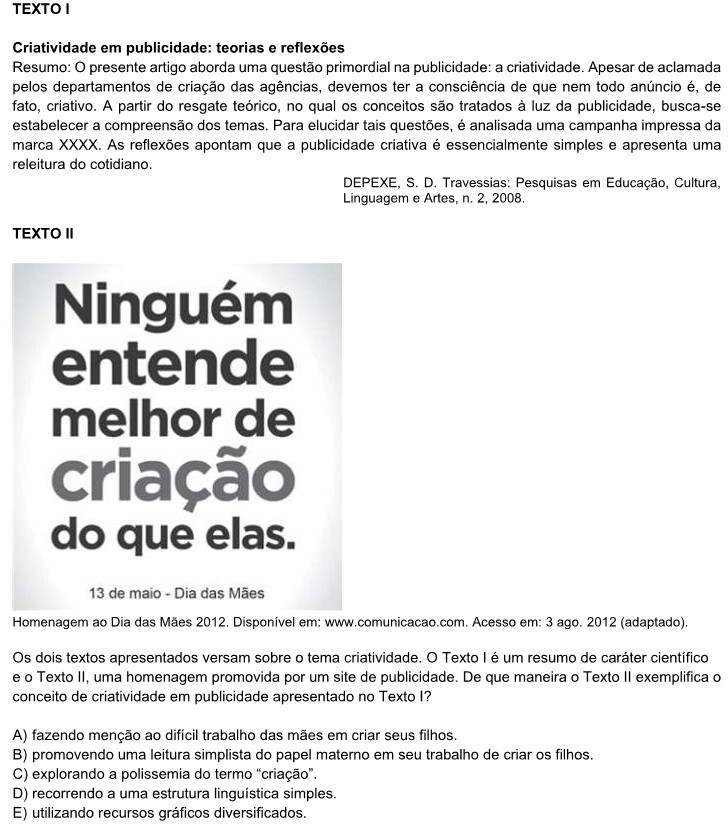 TEXTO I
Criatividade em publicidade: teorias e reflexões
Resumo: O presente artigo aborda uma questão primordial na publicidade: a criatividade. Apesar de aclamada
pelos departamentos de criação das agências, devemos ter a consciência de que nem todo anúncio é, de
fato, criativo. A partir do resgate teórico, no qual os conceitos são tratados à luz da publicidade, busca-se
estabelecer a compreensão dos temas. Para elucidar tais questões, é analisada uma campanha impressa da
marca XXXX. As reflexões apontam que a publicidade criativa é essencialmente simples e apresenta uma
releitura do cotidiano.
DEPEXE, S. D. Travessias: Pesquisas em Educação, Cultura,
Linguagem e Artes, n. 2, 2008.
TEXTO II
Ninguém
entende
melhor de
criação
do que elas.
13 de maio - Dia das Mães
Homenagem ao Dia das Mães 2012. Disponível em: www.comunicacao.com. Acesso em: 3 ago. 2012 (adaptado).
Os dois textos apresentados versam sobre o tema criatividade. O Texto I é um resumo de caráter científico
e o Texto II, uma homenagem promovida por um site de publicidade. De que maneira o Texto II exemplifica o
conceito de criatividade em publicidade apresentado no Texto I?
A) fazendo menção ao difícil trabalho das mães em criar seus filhos.
B) promovendo uma leitura simplista do papel materno em seu trabalho de criar os filhos.
C) explorando a polissemia do termo “criação”.
D) recorrendo a uma estrutura linguística simples.
E) utilizando recursos gráficos diversificados.